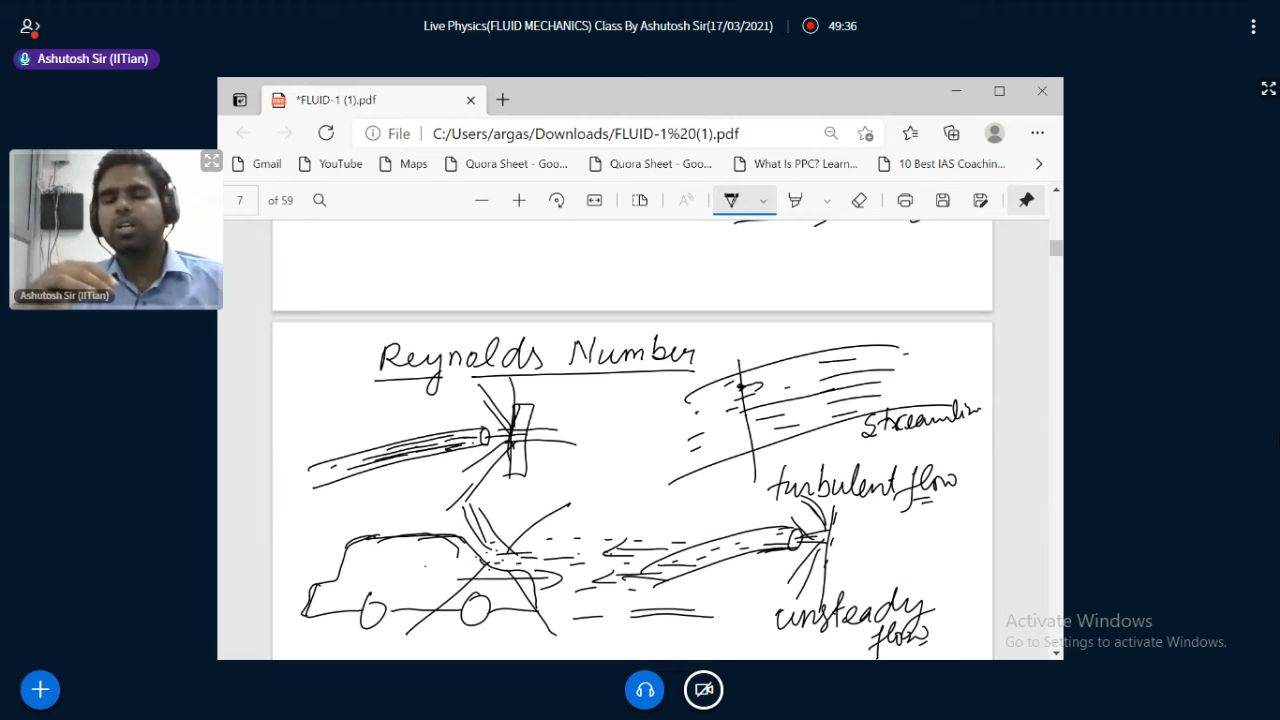 Live Physics(FLUID MECHANICS) Class By Ashutosh Sir(17/03/2021)
49:36
Ashutosh Sir (IITian)
*FLUID-1 (1).pdf
File
C:/Users/argas/Downloads/FLUID-1%20(1).pdf
Gmail
YouTube
Maps
Quora Sheet - Goo...
Quora Sheet - Goo...
What Is PPC? Learn...
10 Best IAS Coachin...
7
of 59
Ashutosh Sir (IITian)
Reynolds Number
Streamlin
turbulent flow
unsteady
flow
Activate Windows
Go to Settings to activate Windows.